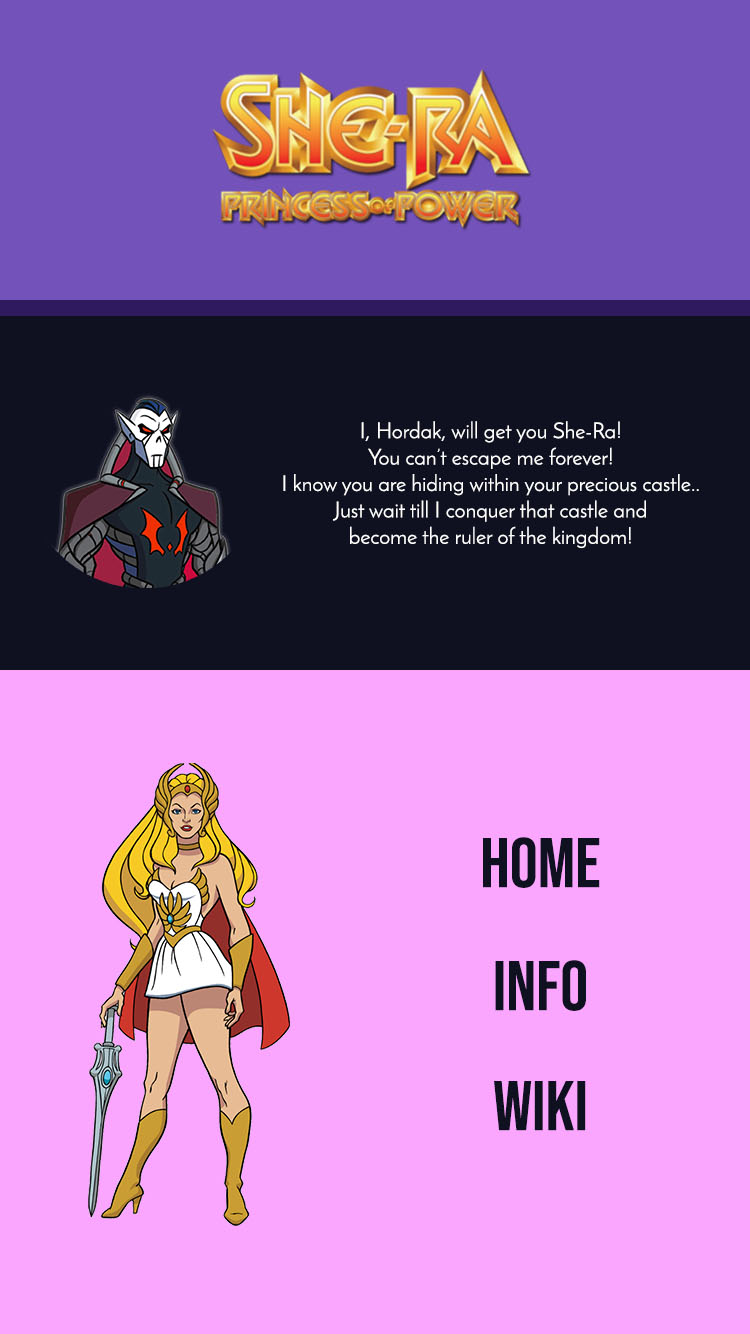 SHE-RA
PRINCESS OF POWER
I, Hordak, will get you She-Ra!
You can't escape me forever!
I know you are hiding within your precious castle..
Just wait till I conquer that castle and
become the ruler of the kingdom!
HOME
INFO
WIKI